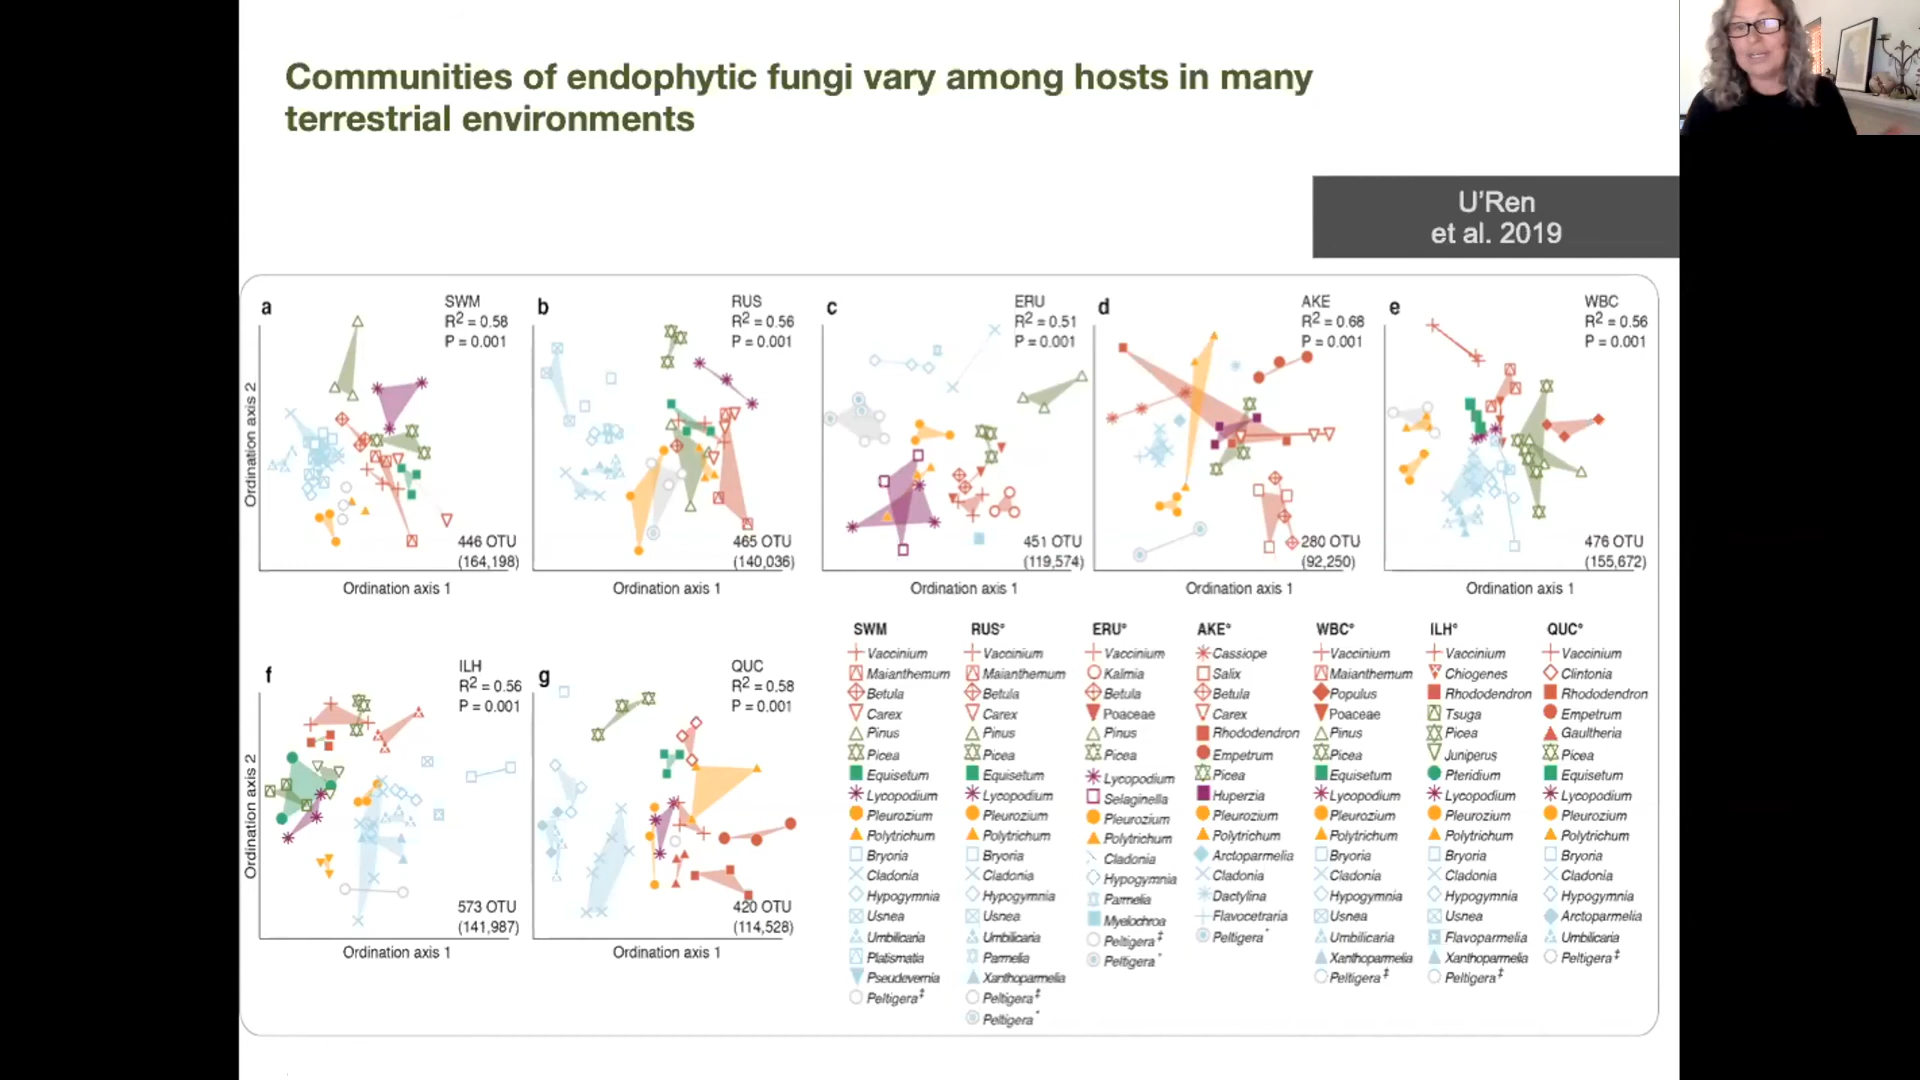 Communities of endophytic fungi vary among hosts in many
terrestrial environments
U'Ren
et al. 2019
a
SWM
R2 = 0.58
P = 0.001
446 OTU
(164,198)
Ordination axis 2
Ordination axis 1
b
RUS
R2 = 0.56
P = 0.001
465 OTU
(140,036)
Ordination axis 1
c
ERU
R2 = 0.51
P = 0.001
451 OTU
(119,574)
Ordination axis 1
d
AKE
R2 = 0.68
P = 0.001
280 OTU
(92,250)
Ordination axis 1
e
WBC
R2 = 0.56
P = 0.001
476 OTU
(155,672)
Ordination axis 1
f
ILH
R2 = 0.56
P = 0.001
573 OTU
(141,987)
Ordination axis 2
Ordination axis 1
g
QUC
R2 = 0.58
P = 0.001
420 OTU
(114,528)
Ordination axis 1
SWM
Vaccinium
Maianthemum
Betula
Carex
Pinus
Picea
Equisetum
Lycopodium
Pleurozium
Polytrichum
Bryoria
Cladonia
Hypogymnia
Usnea
Umbilicaria
Platismatia
Pseudevernia
Peltigera‡
RUS°
Vaccinium
Maianthemum
Betula
Carex
Pinus
Picea
Equisetum
Lycopodium
Pleurozium
Polytrichum
Bryoria
Cladonia
Hypogymnia
Usnea
Umbilicaria
Parmelia
Xanthoparmelia
Peltigera‡
Peltigera*
ERU°
Vaccinium
Kalmia
Betula
Poaceae
Pinus
Picea
Lycopodium
Selaginella
Pleurozium
Polytrichum
Cladonia
Hypogymnia
Parmelia
Myelochroa
Peltigera‡
Peltigera*
AKE°
Cassiope
Salix
Betula
Carex
Rhododendron
Empetrum
Picea
Huperzia
Pleurozium
Polytrichum
Arctoparmelia
Cladonia
Dactylina
Flavocetraria
Peltigera*
WBC°
Vaccinium
Maianthemum
Populus
Poaceae
Pinus
Picea
Equisetum
Lycopodium
Pleurozium
Polytrichum
Bryoria
Cladonia
Hypogymnia
Usnea
Umbilicaria
Xanthoparmelia
Peltigera‡
ILH°
Vaccinium
Chiogenes
Rhododendron
Tsuga
Picea
Juniperus
Pteridium
Lycopodium
Pleurozium
Polytrichum
Bryoria
Cladonia
Hypogymnia
Usnea
Flavoparmelia
Xanthoparmelia
Peltigera‡
QUC°
Vaccinium
Clintonia
Rhododendron
Empetrum
Gaultheria
Picea
Equisetum
Lycopodium
Pleurozium
Polytrichum
Bryoria
Cladonia
Hypogymnia
Arctoparmelia
Umbilicaria
Peltigera‡